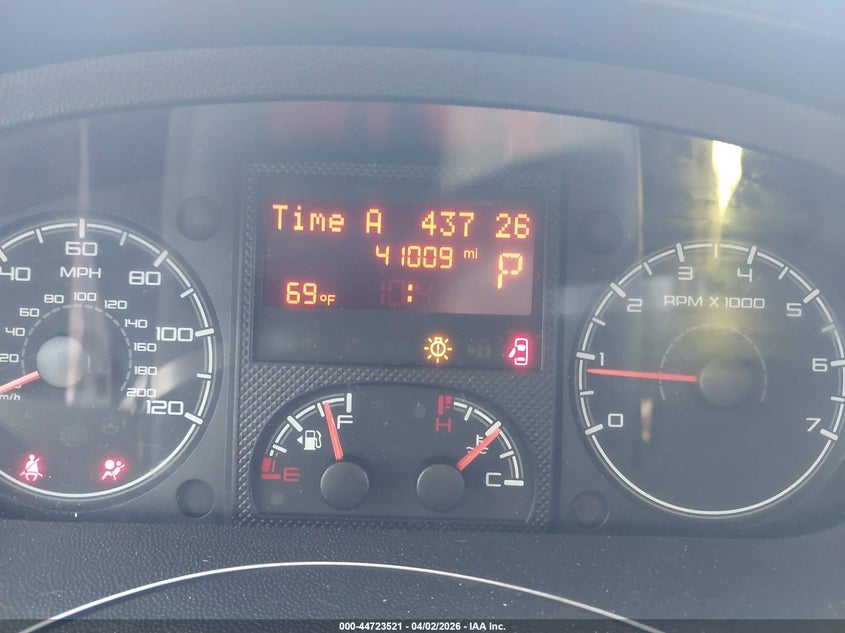 Time A 437 26
41009 mi
P
69°F :
40 60 80 100 120
MPH
20 40 60 80 100 120 140 160 180 200
km/h
0 1 2 3 4 5 6 7
RPM X 1000
E F
H C
000-44723521 - 04/02/2026 - IAA Inc.